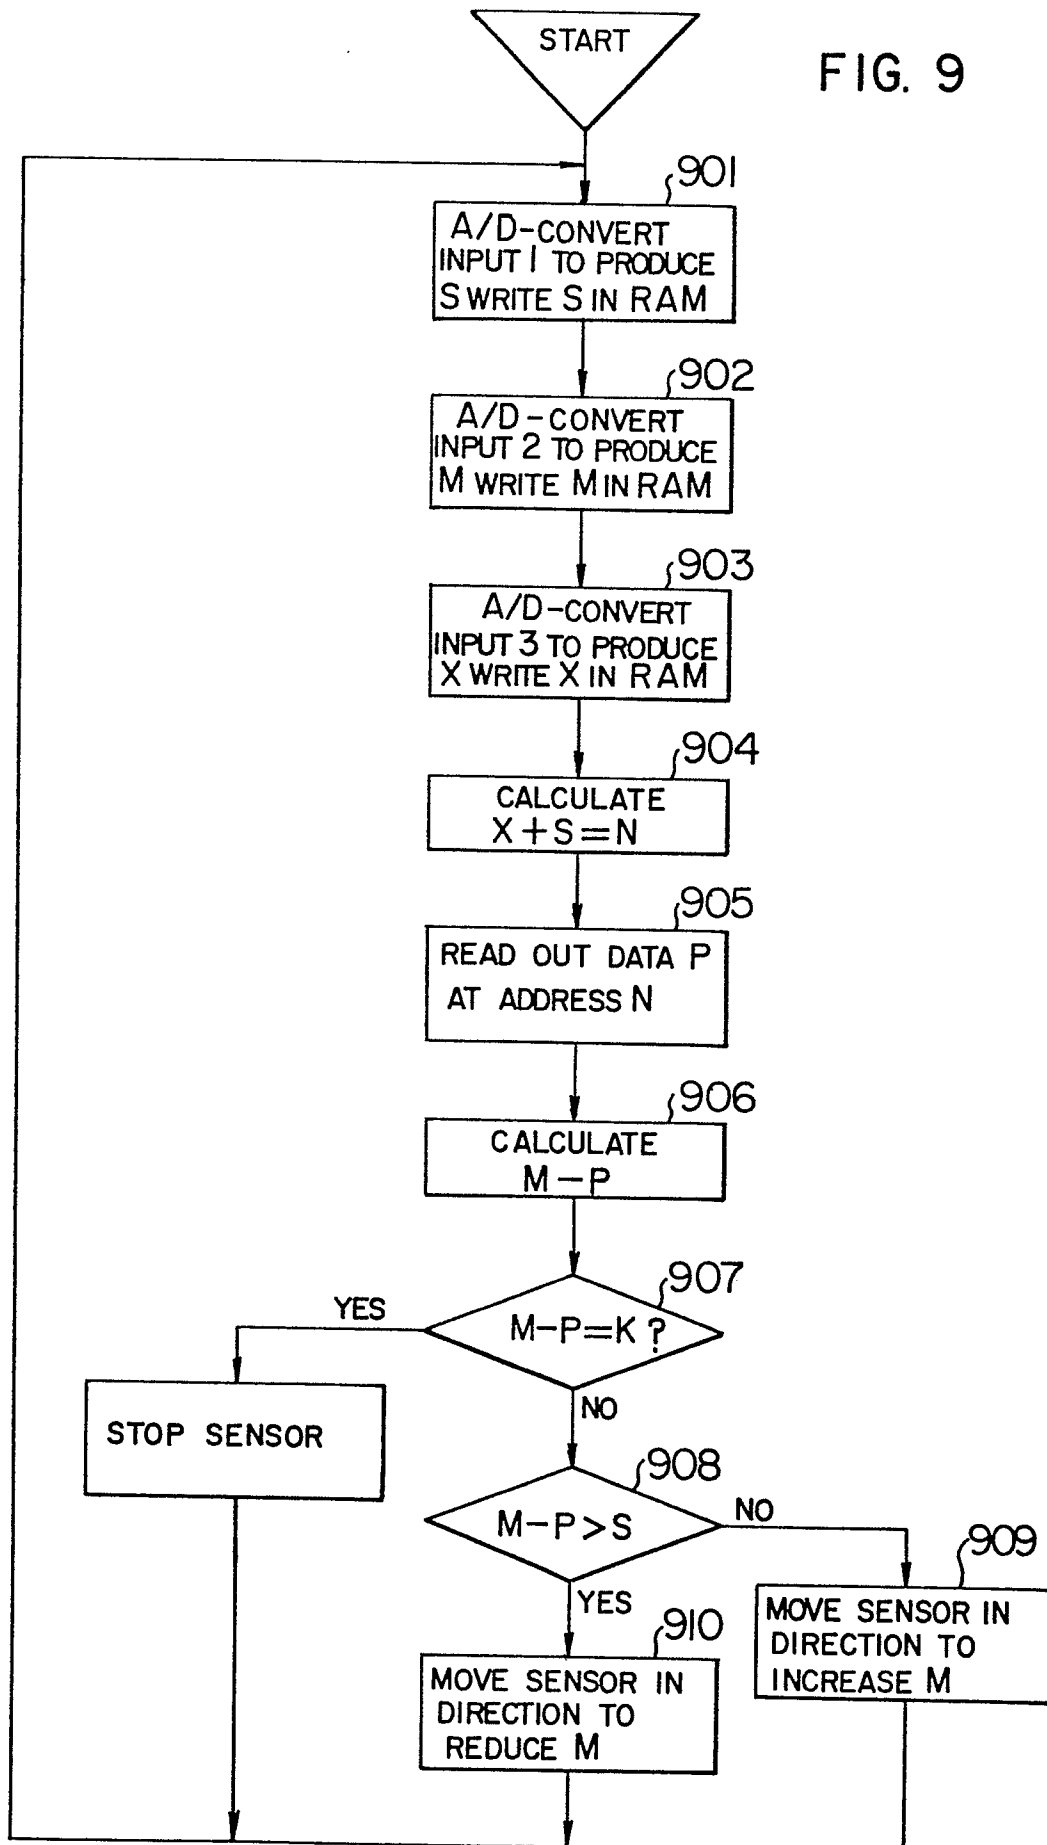 START
FIG. 9
901
A/D-CONVERT
INPUT 1 TO PRODUCE
S WRITE S IN RAM
902
A/D-CONVERT
INPUT 2 TO PRODUCE
M WRITE M IN RAM
903
A/D-CONVERT
INPUT 3 TO PRODUCE
X WRITE X IN RAM
904
CALCULATE
X+S=N
905
READ OUT DATA P
AT ADDRESS N
906
CALCULATE
M-P
907
YES
M-P=K?
NO
STOP SENSOR
908
M-P>S
NO
YES
909
MOVE SENSOR IN
DIRECTION TO
INCREASE M
910
MOVE SENSOR IN
DIRECTION TO
REDUCE M